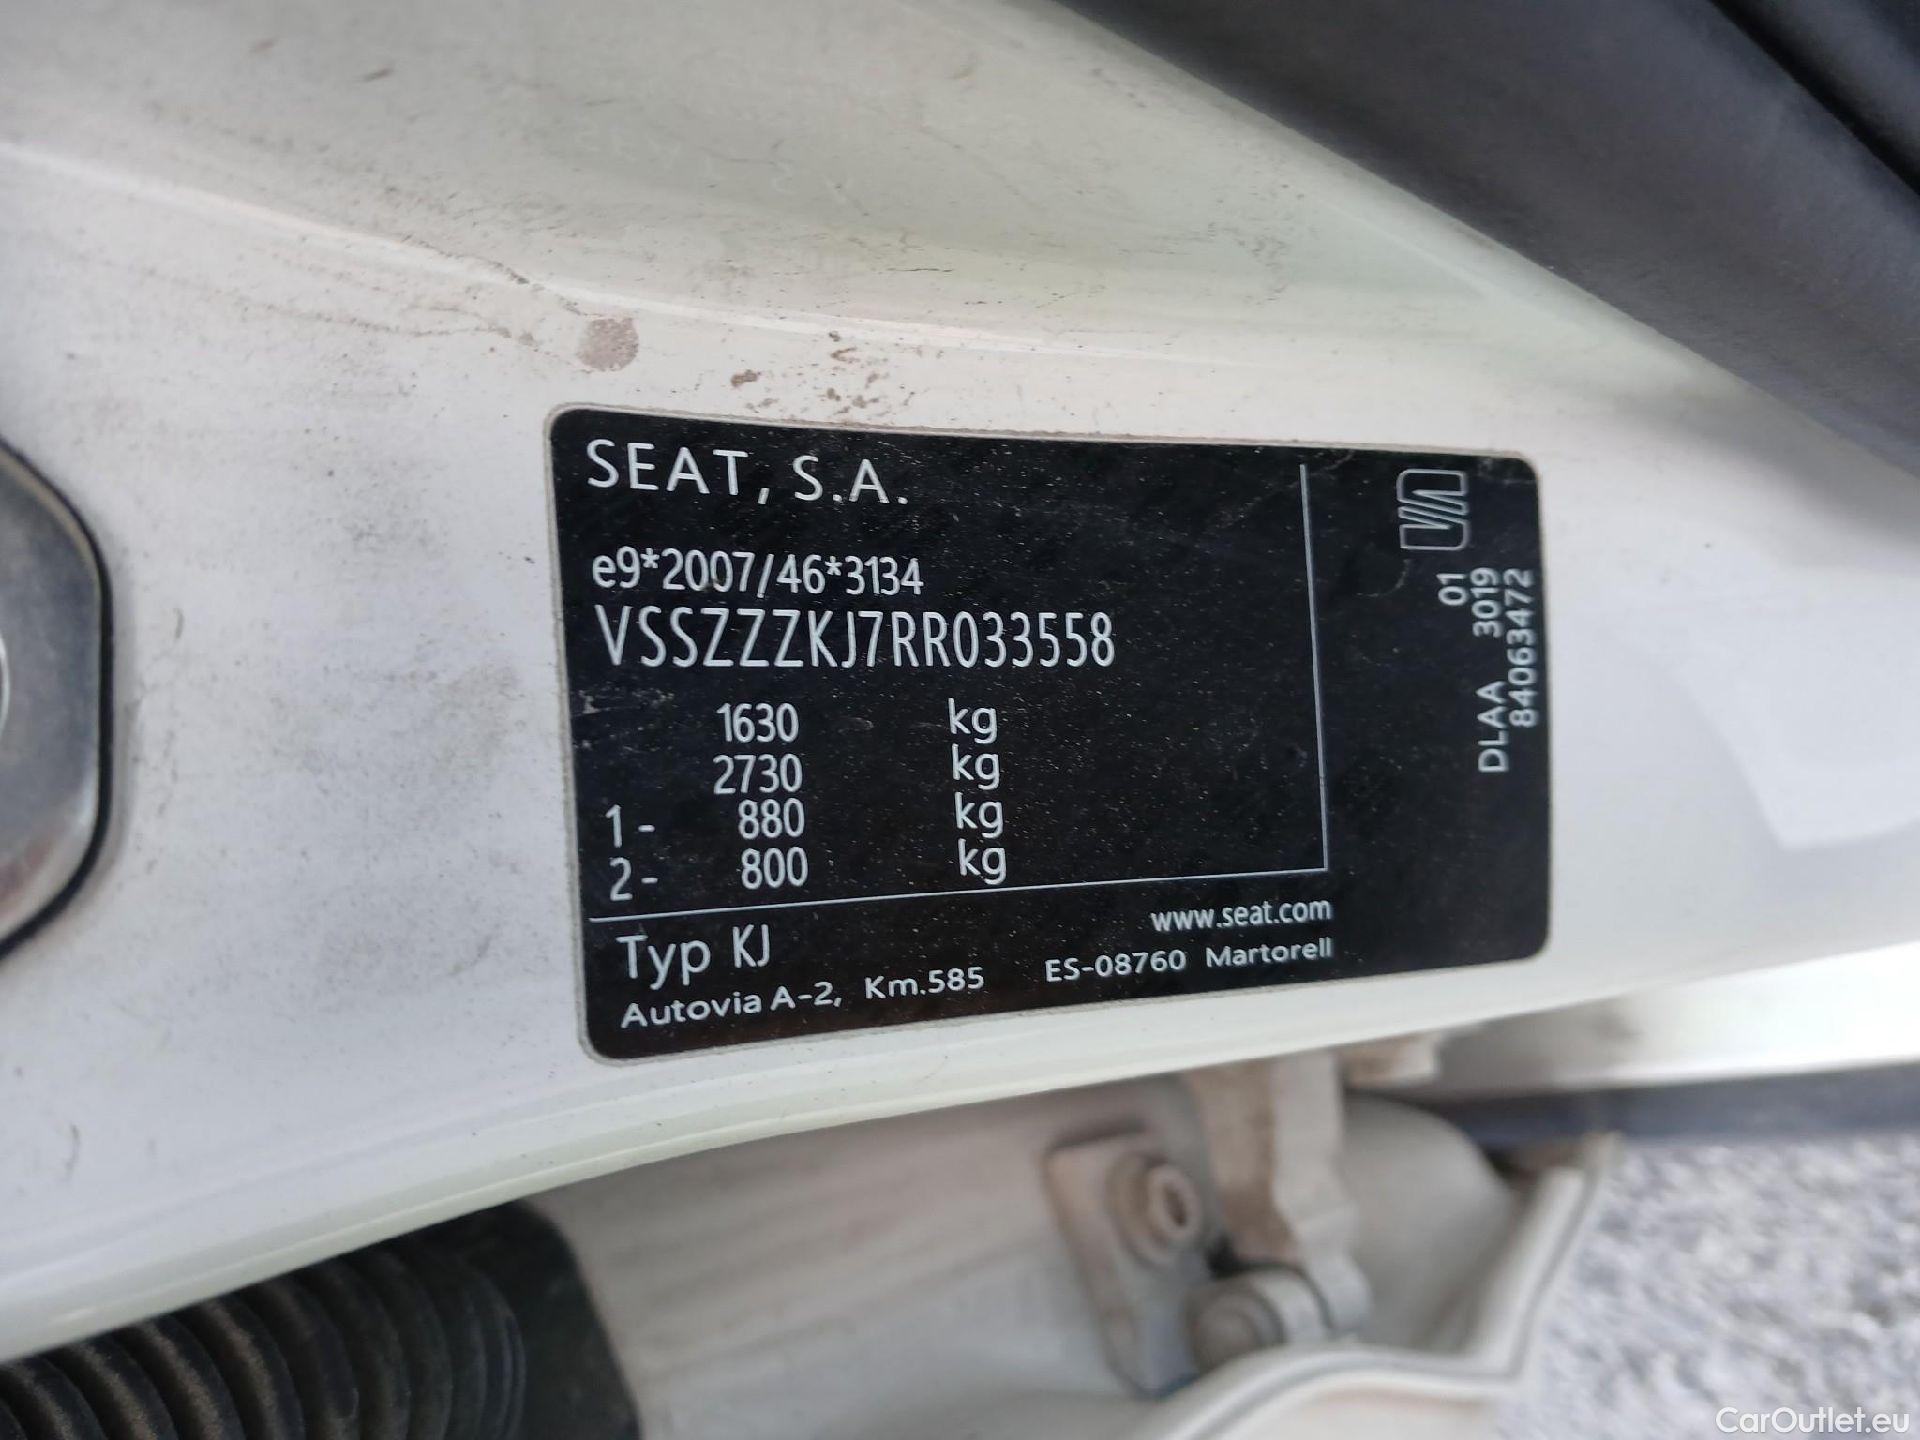 SEAT, S.A.
e9*2007/46*3134
VSSZZZKJ7RR033558
1630 kg
2730 kg
1- 880 kg
2- 800 kg
Typ KJ www.seat.com
Autovia A-2, Km.585 ES-08760 Martorell
01
DLAA 3019
84063472
CarOutlet.eu